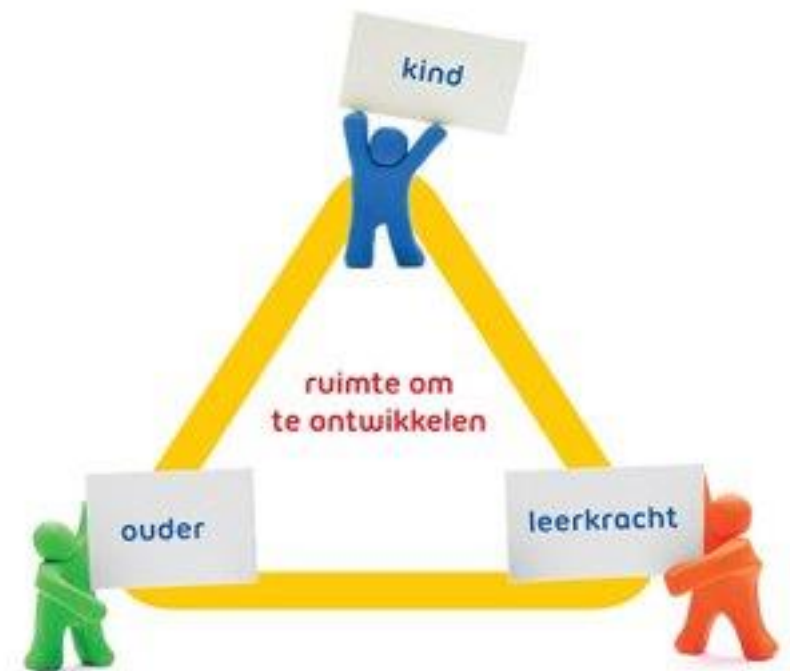 kind
ruimte om
te ontwikkelen
ouder
leerkracht